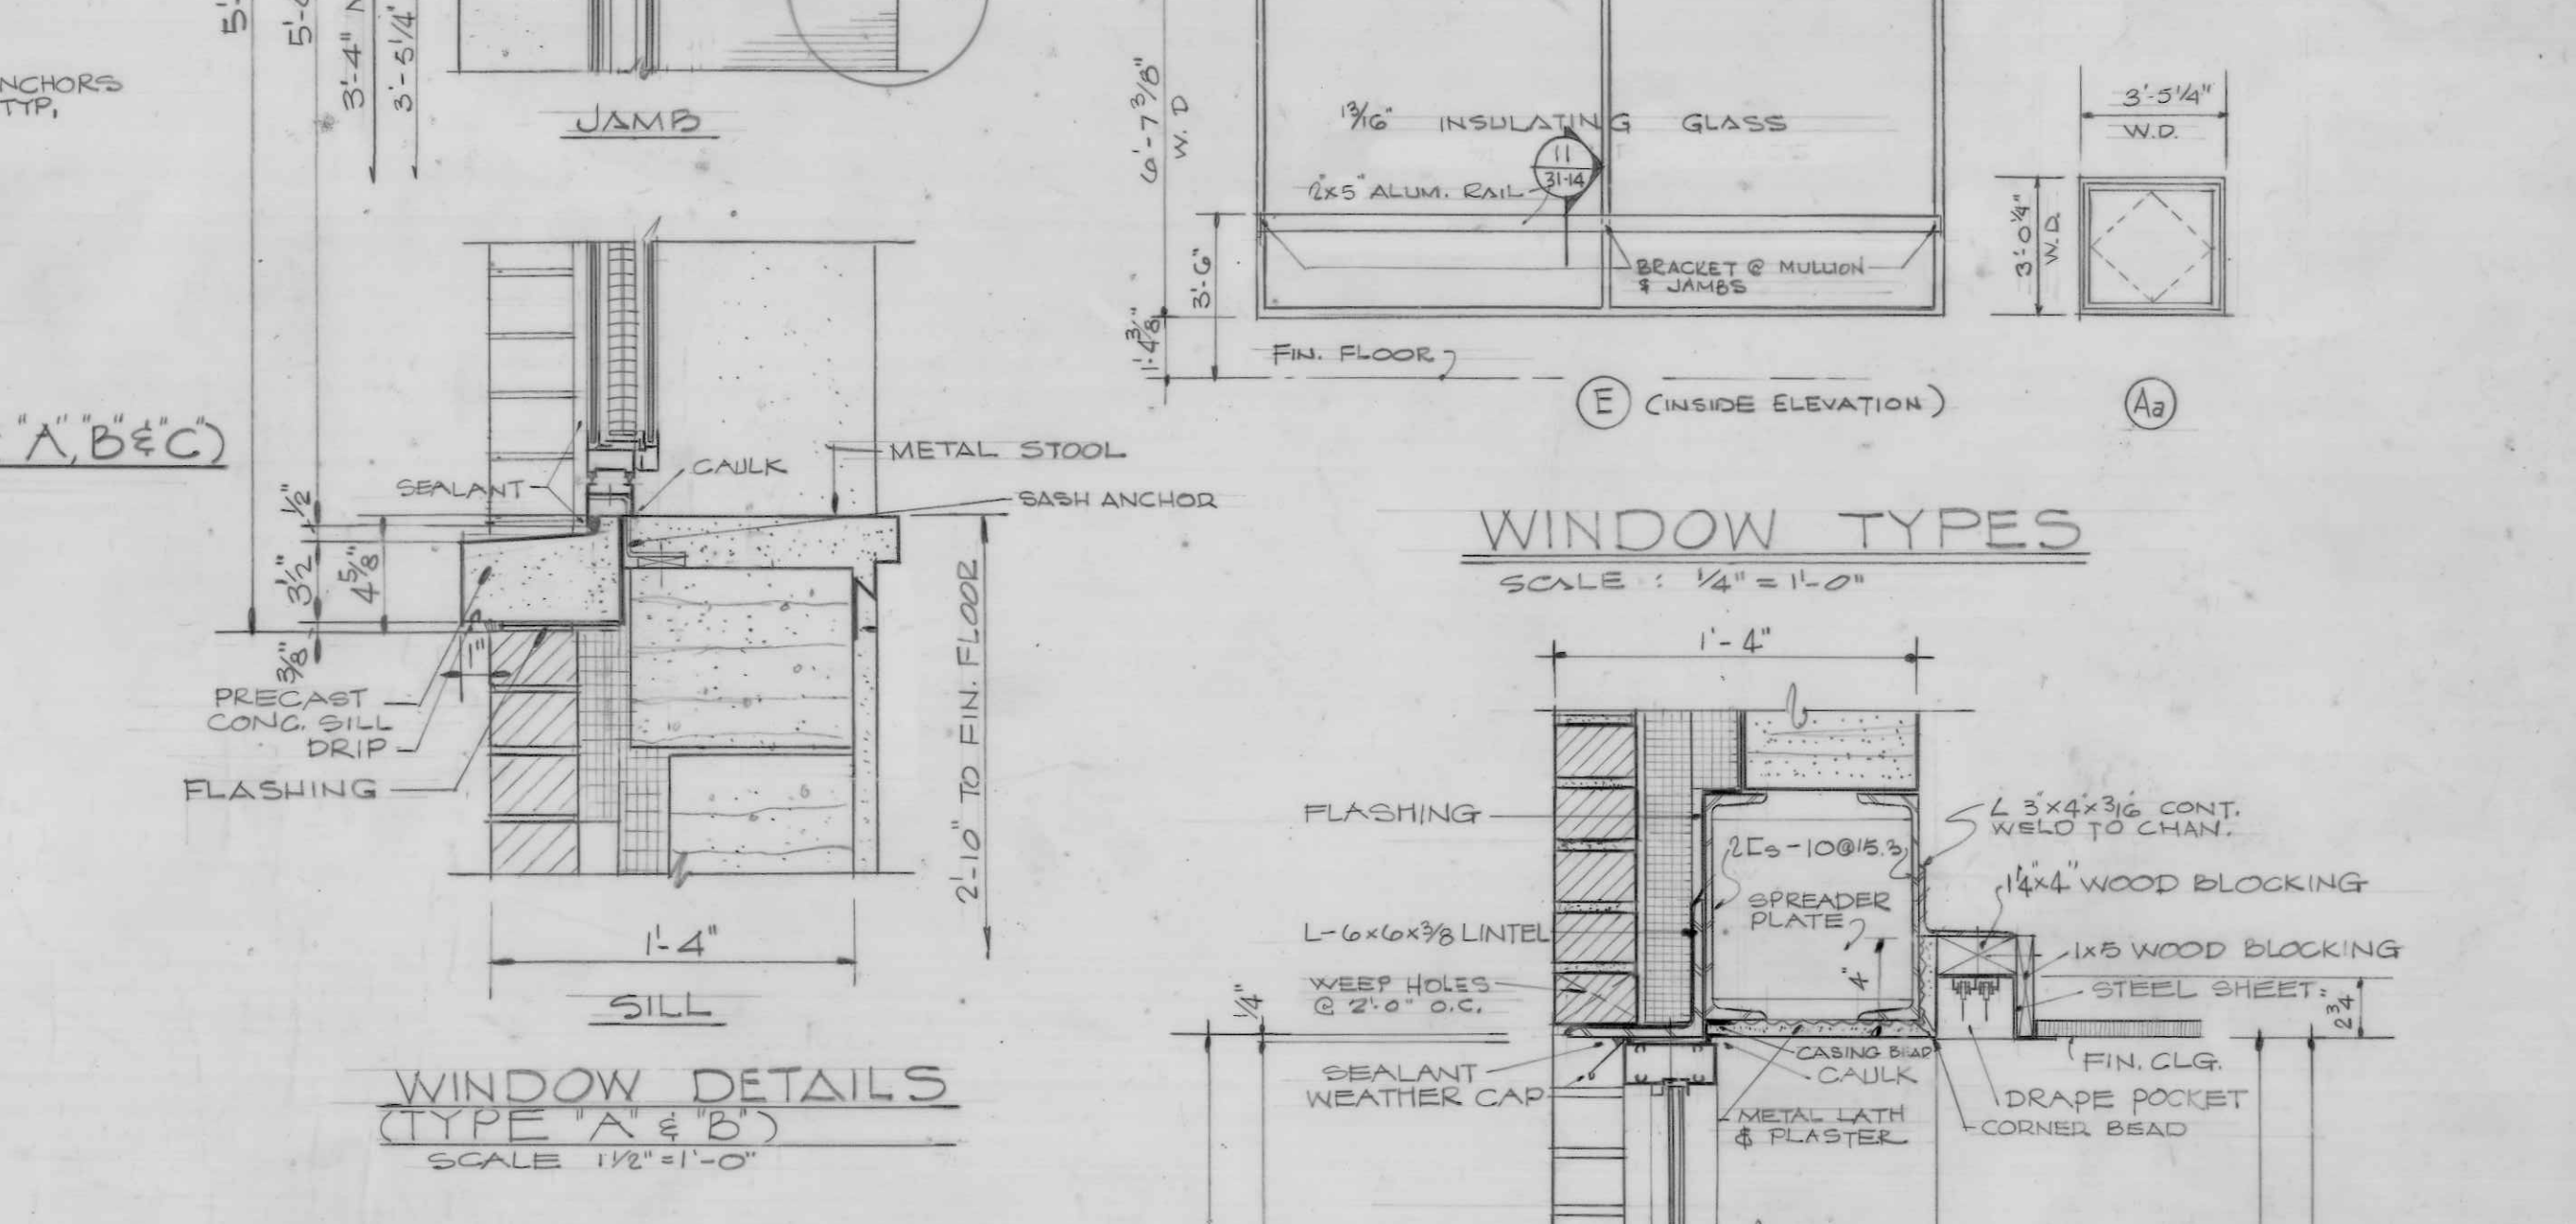 NCHORS
TYP.
5'-
5'-
3'-4"
3'-5 1/4"
JAMB
"A", "B" & "C")
SEALANT
CAULK
METAL STOOL
SASH ANCHOR
1/2"
3 1/2"
4 5/8"
3/8"
1"
PRECAST
CONC. SILL
DRIP
FLASHING
2'-10" TO FIN. FLOOR
1'-4"
SILL
WINDOW DETAILS
(TYPE "A" & "B")
SCALE 1 1/2" = 1'-0"
6'-7 3/8"
W.D
1 3/16" INSULATING GLASS
11
31-14
2"x5" ALUM. RAIL
3'-6"
1'-4 3/8"
BRACKET @ MULLION
& JAMBS
FIN. FLOOR
E (INSIDE ELEVATION)
3'-5 1/4"
W.D.
3'-0 1/4"
W.D.
Aa
WINDOW TYPES
SCALE : 1/4" = 1'-0"
1'-4"
FLASHING
L-6x6x3/8 LINTEL
WEEP HOLES
@ 2'-0" O.C.
1/4"
SEALANT
WEATHER CAP
2[s-10@15.3
SPREADER
PLATE
4"
L 3"x4"x3/16 CONT.
WELD TO CHAN.
1 1/4"x4" WOOD BLOCKING
1x5 WOOD BLOCKING
STEEL SHEET
2 3/4
FIN. CLG.
CASING BEAD
CAULK
METAL LATH
& PLASTER
DRAPE POCKET
CORNER BEAD